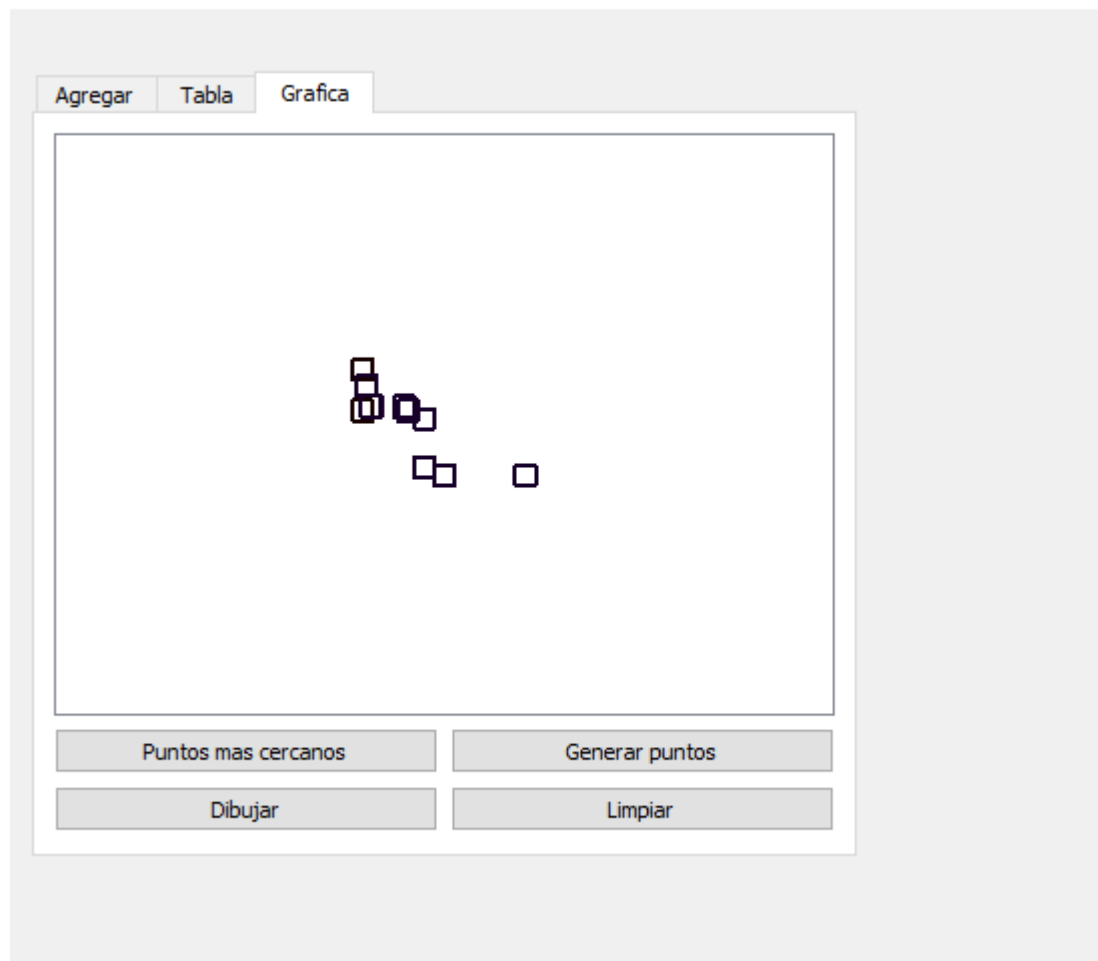 Agregar Tabla Grafica
Puntos mas cercanos Generar puntos
Dibujar Limpiar